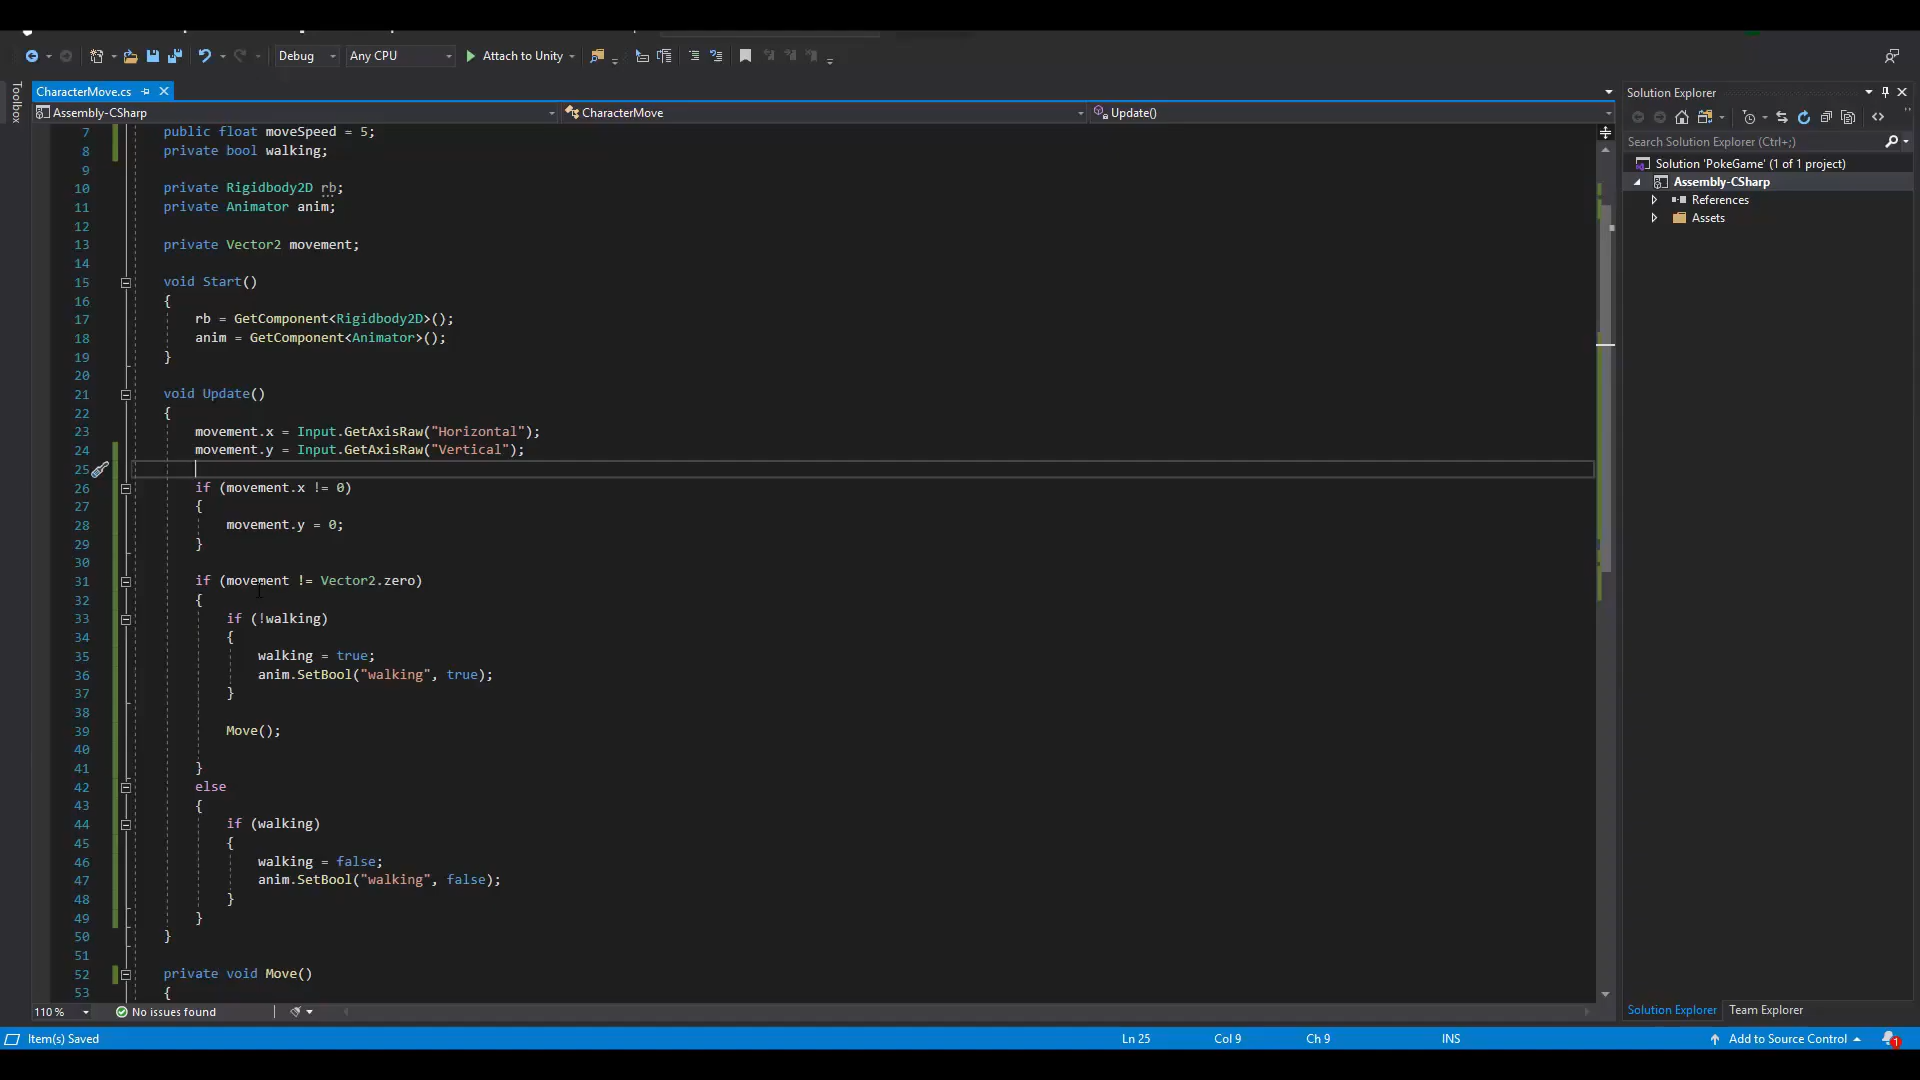 Debug Any CPU Attach to Unity
Toolbox
CharacterMove.cs
Assembly-CSharp CharacterMove Update()
7 public float moveSpeed = 5;
8 private bool walking;
9
10 private Rigidbody2D rb;
11 private Animator anim;
12
13 private Vector2 movement;
14
15 void Start()
16 {
17 rb = GetComponent<Rigidbody2D>();
18 anim = GetComponent<Animator>();
19 }
20
21 void Update()
22 {
23 movement.x = Input.GetAxisRaw("Horizontal");
24 movement.y = Input.GetAxisRaw("Vertical");
25
26 if (movement.x != 0)
27 {
28 movement.y = 0;
29 }
30
31 if (movement != Vector2.zero)
32 {
33 if (!walking)
34 {
35 walking = true;
36 anim.SetBool("walking", true);
37 }
38
39 Move();
40
41 }
42 else
43 {
44 if (walking)
45 {
46 walking = false;
47 anim.SetBool("walking", false);
48 }
49 }
50 }
51
52 private void Move()
53 {
110 % No issues found
Solution Explorer
Search Solution Explorer (Ctrl+;)
Solution 'PokeGame' (1 of 1 project)
Assembly-CSharp
References
Assets
Solution Explorer Team Explorer
Item(s) Saved Ln 25 Col 9 Ch 9 INS Add to Source Control 1